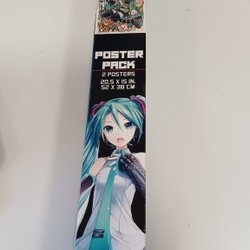 POSTER
PACK
2 POSTERS
20.5 X 15 IN.
52 X 38 CM